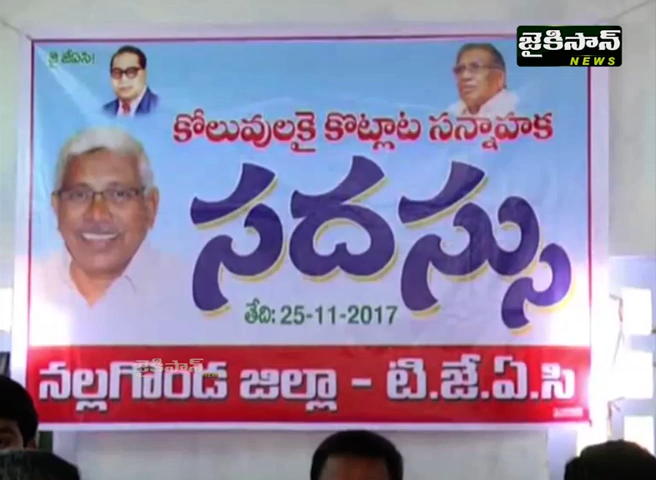 జైకిసాన్
NEWS
జై జేఏసి!
కోలువులకై కొట్లాట సన్నాహక
సదస్సు
తేది: 25-11-2017
జైకిసాన్
నల్లగొండ జిల్లా - టి.జే.ఏ.సి